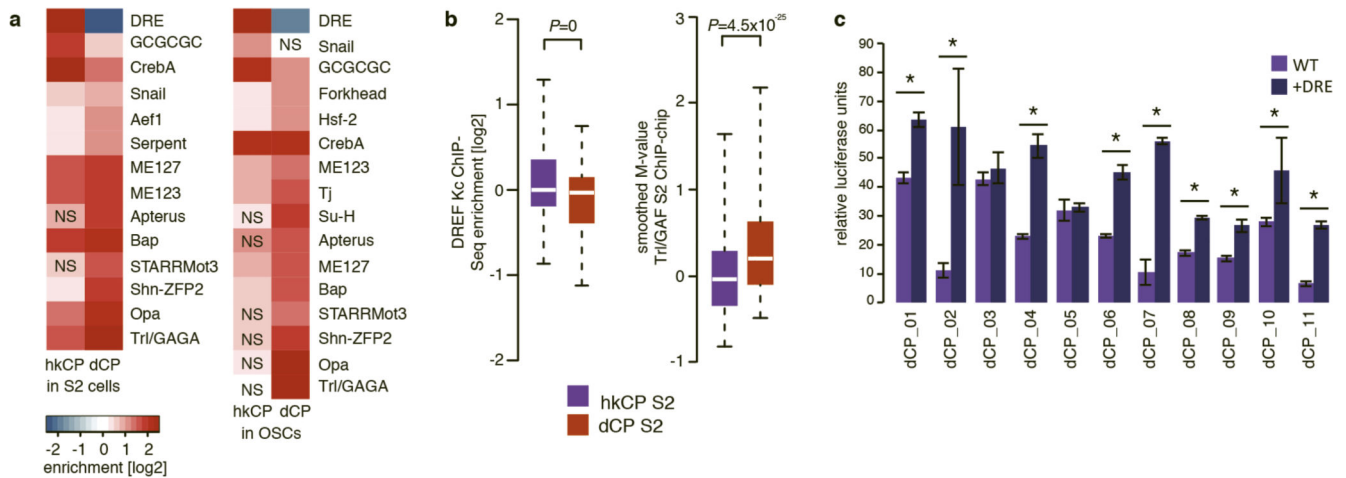 a
DRE
GCGCGC
CrebA
Snail
Aef1
Serpent
ME127
ME123
NS
Apterus
Bap
NS
STARRMot3
Shn-ZFP2
Opa
Trl/GAGA
hkCP dCP
in S2 cells
-2 -1 0 1 2
enrichment [log2]
DRE
NS
Snail
GCGCGC
Forkhead
Hsf-2
CrebA
ME123
Tj
NS
Su-H
NS
Apterus
ME127
Bap
NS
STARRMot3
NS
Shn-ZFP2
NS
Opa
NS
Trl/GAGA
hkCP dCP
in OSCs
b
DREF Kc ChIP-
Seq enrichment [log2]
2
1
0
-1
-2
P=0
smoothed M-value
Trl/GAF S2 ChIP-chip
3
2
1
0
-1
P=4.5x10⁻²⁵
hkCP S2
dCP S2
c
relative luciferase units
90
80
70
60
50
40
30
20
10
0
WT
+DRE
*
*
*
*
*
*
*
*
*
dCP_01
dCP_02
dCP_03
dCP_04
dCP_05
dCP_06
dCP_07
dCP_08
dCP_09
dCP_10
dCP_11